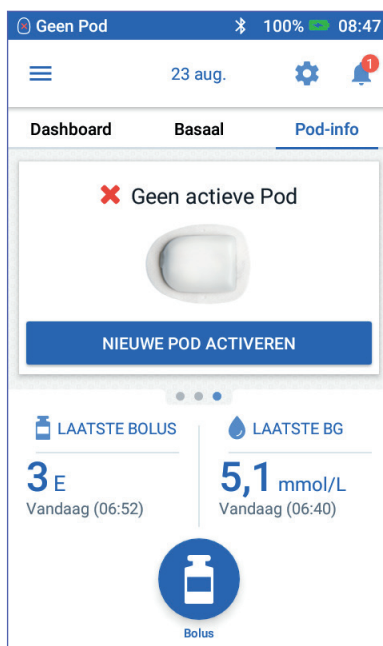 Geen Pod 100% 08:47
23 aug. 1
Dashboard Basaal Pod-info
Geen actieve Pod
NIEUWE POD ACTIVEREN
LAATSTE BOLUS LAATSTE BG
3 E 5,1 mmol/L
Vandaag (06:52) Vandaag (06:40)
Bolus